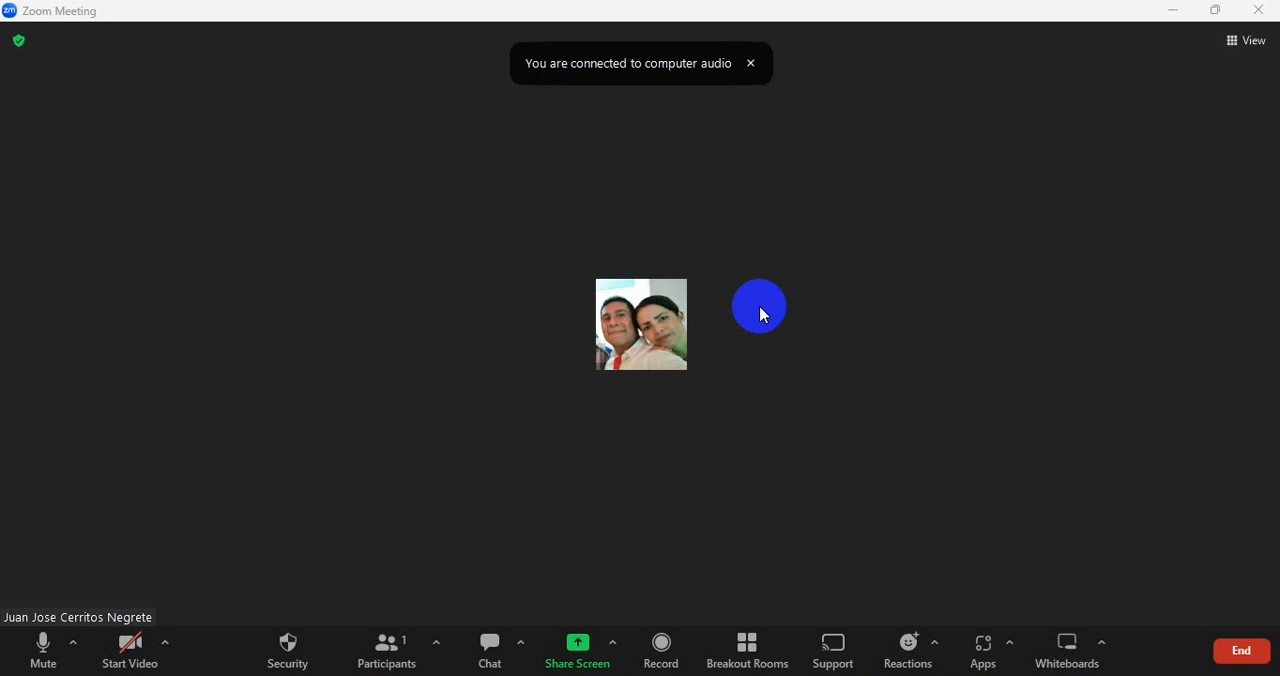 zm Zoom Meeting
View
You are connected to computer audio
Juan Jose Cerritos Negrete
Mute
Start Video
Security
Participants 1
Chat
Share Screen
Record
Breakout Rooms
Support
Reactions
Apps
Whiteboards
End